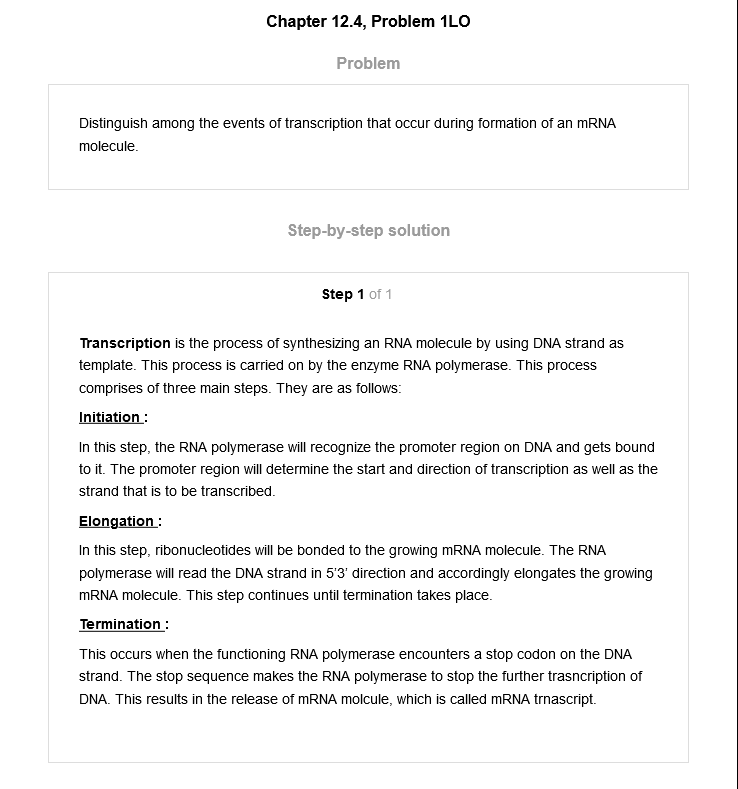 Chapter 12.4, Problem 1LO
Problem
Distinguish among the events of transcription that occur during formation of an mRNA
molecule.
Step-by-step solution
Step 1 of 1
Transcription is the process of synthesizing an RNA molecule by using DNA strand as
template. This process is carried on by the enzyme RNA polymerase. This process
comprises of three main steps. They are as follows:
Initiation :
In this step, the RNA polymerase will recognize the promoter region on DNA and gets bound
to it. The promoter region will determine the start and direction of transcription as well as the
strand that is to be transcribed.
Elongation :
In this step, ribonucleotides will be bonded to the growing mRNA molecule. The RNA
polymerase will read the DNA strand in 5’3’ direction and accordingly elongates the growing
mRNA molecule. This step continues until termination takes place.
Termination :
This occurs when the functioning RNA polymerase encounters a stop codon on the DNA
strand. The stop sequence makes the RNA polymerase to stop the further trasncription of
DNA. This results in the release of mRNA molcule, which is called mRNA trnascript.